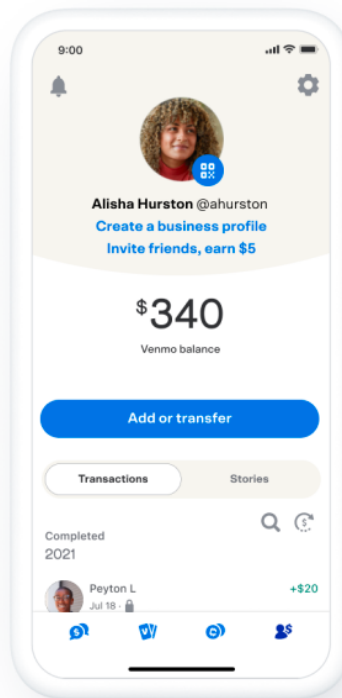 9:00
Alisha Hurston @ahurston
Create a business profile
Invite friends, earn $5
$340
Venmo balance
Add or transfer
Transactions Stories
Completed
2021
Peyton L +$20
Jul 18 ·